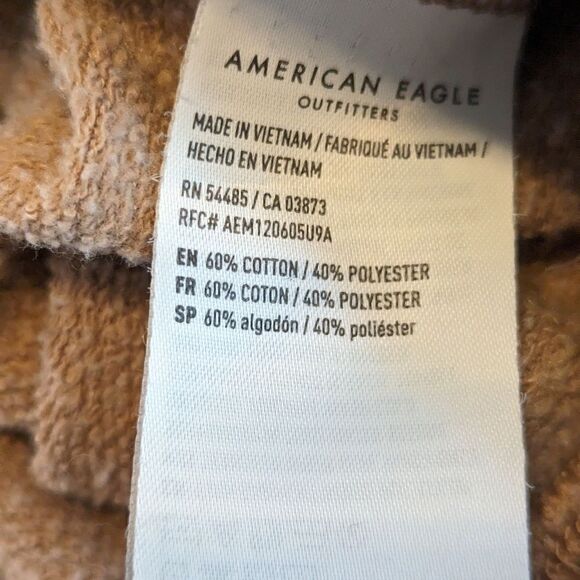 AMERICAN EAGLE
OUTFITTERS
MADE IN VIETNAM / FABRIQUÉ AU VIETNAM /
HECHO EN VIETNAM
RN 54485 / CA 03873
RFC# AEM120605U9A
EN 60% COTTON / 40% POLYESTER
FR 60% COTON / 40% POLYESTER
SP 60% algodón / 40% poliéster